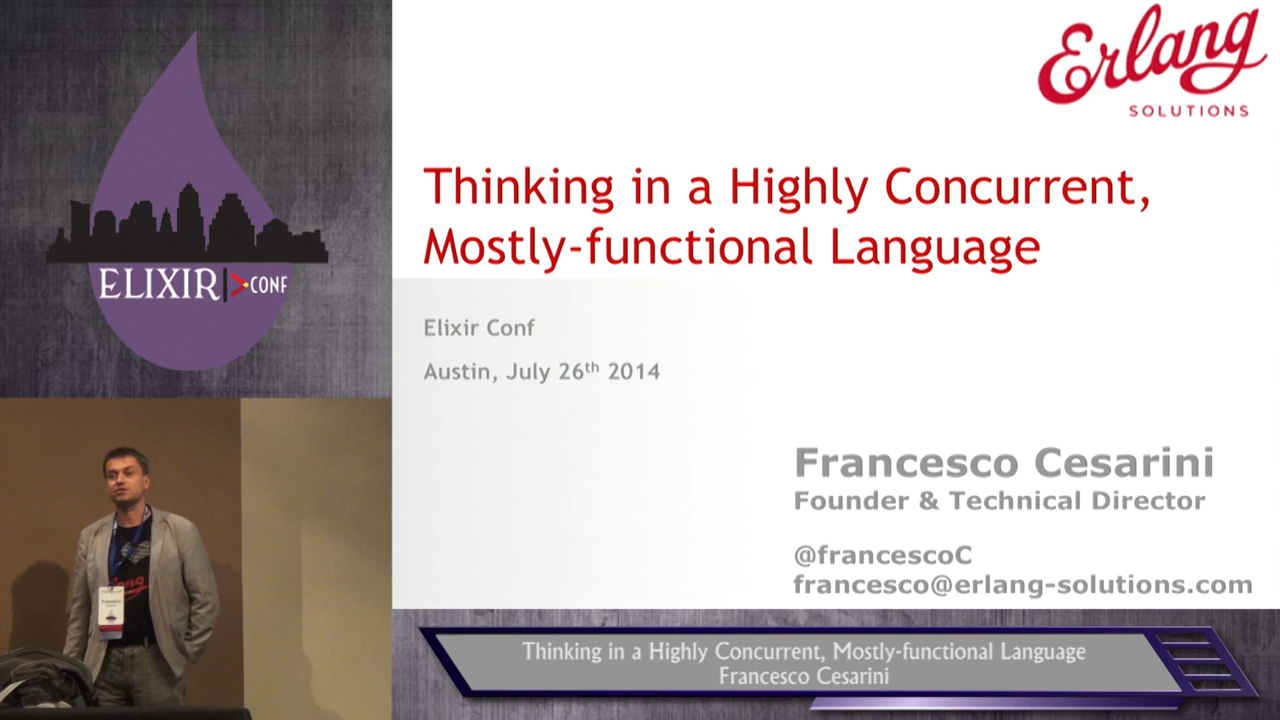 Erlang
SOLUTIONS
Thinking in a Highly Concurrent,
Mostly-functional Language
Elixir Conf
Austin, July 26th 2014
Francesco Cesarini
Founder & Technical Director
@francescoC
francesco@erlang-solutions.com
ELIXIR|>CONF
Thinking in a Highly Concurrent, Mostly-functional Language
Francesco Cesarini